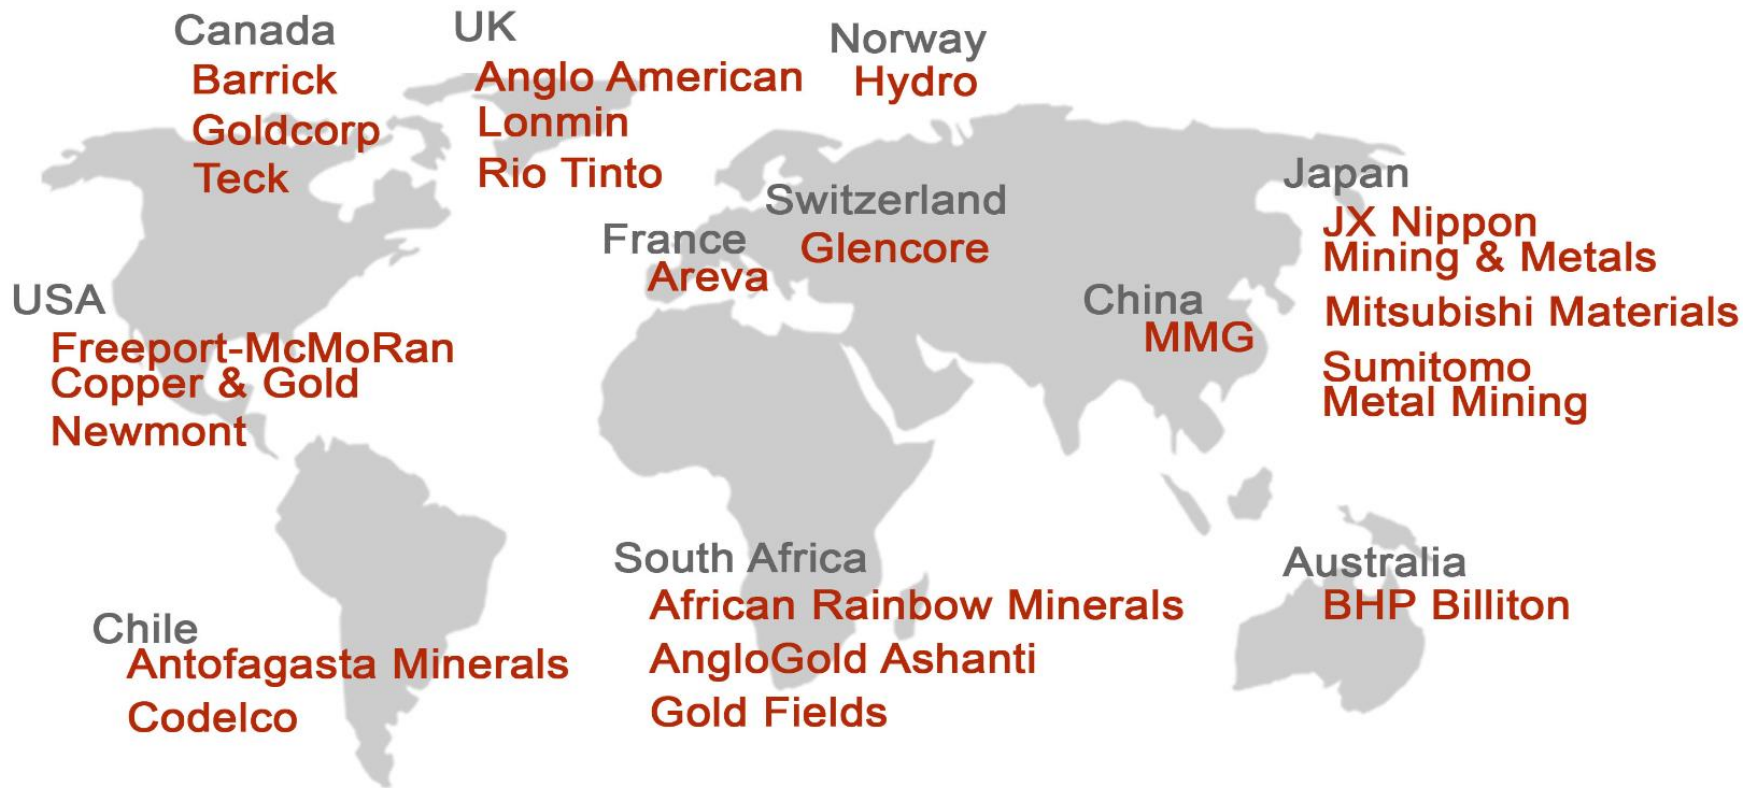 Canada
Barrick
Goldcorp
Teck
UK
Anglo American
Lonmin
Rio Tinto
Norway
Hydro
Switzerland
Glencore
France
Areva
Japan
JX Nippon
Mining & Metals
Mitsubishi Materials
Sumitomo
Metal Mining
China
MMG
USA
Freeport-McMoRan
Copper & Gold
Newmont
South Africa
African Rainbow Minerals
AngloGold Ashanti
Gold Fields
Australia
BHP Billiton
Chile
Antofagasta Minerals
Codelco